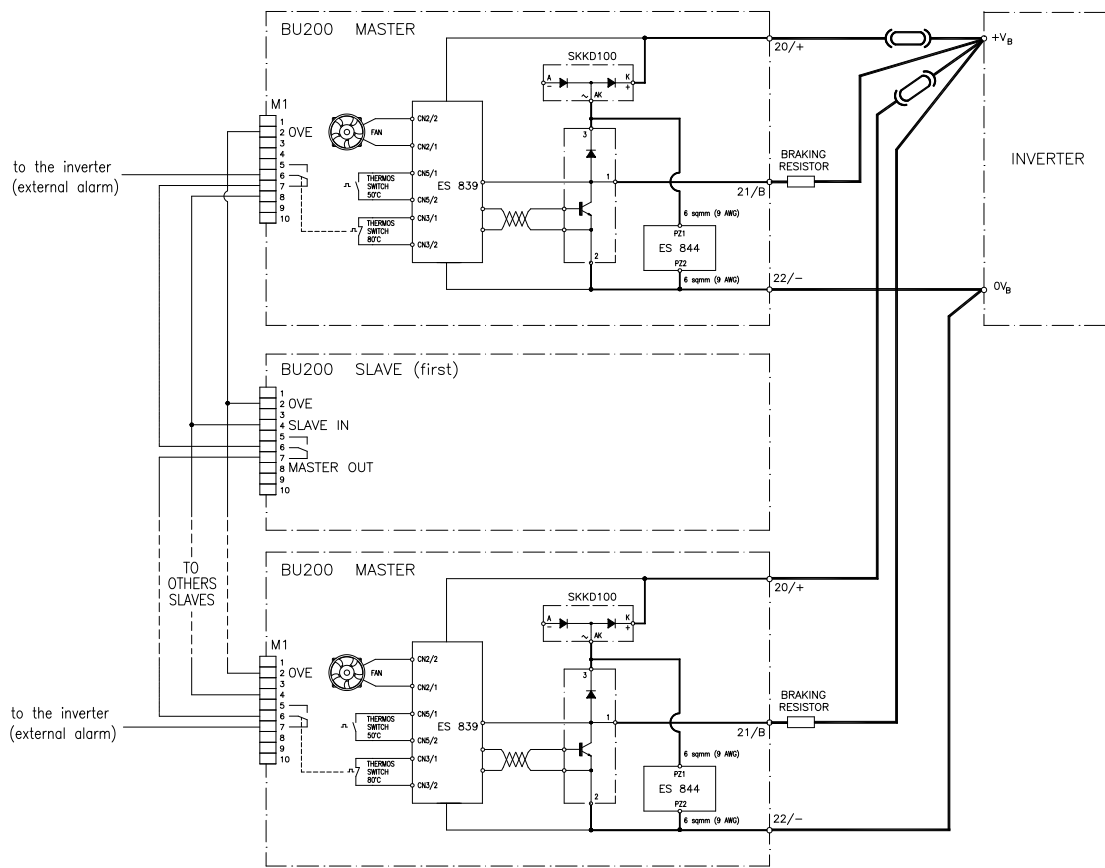 BU200 MASTER
M1
1
2 OVE
3
4
5
6
7
8
9
10
to the inverter
(external alarm)
FAN
THERMOS
SWITCH
50°C
THERMOS
SWITCH
80°C
CN2/2
CN2/1
CN5/1
ES 839
CN5/2
CN3/1
CN3/2
SKKD100
A
-
K
+
~ AK
3
1
2
6 sqmm (9 AWG)
PZ1
ES 844
PZ2
6 sqmm (9 AWG)
20/+
21/B
22/-
BRAKING
RESISTOR
+VB
INVERTER
0VB
BU200 SLAVE (first)
1
2 OVE
3
4 SLAVE IN
5
6
7
MASTER OUT
8
9
10
TO
OTHERS
SLAVES
BU200 MASTER
M1
1
2 OVE
3
4
5
6
7
8
9
10
to the inverter
(external alarm)
FAN
THERMOS
SWITCH
50°C
THERMOS
SWITCH
80°C
CN2/2
CN2/1
CN5/1
ES 839
CN5/2
CN3/1
CN3/2
SKKD100
A
-
K
+
~ AK
3
1
2
6 sqmm (9 AWG)
PZ1
ES 844
PZ2
6 sqmm (9 AWG)
20/+
21/B
22/-
BRAKING
RESISTOR